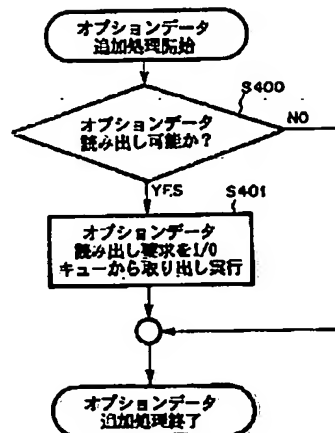 オプションデータ
追加処理開始
S400
オプションデータ
読み出し可能か?
NO
YES
S401
オプションデータ
読み出し要求をI/O
キューから取り出し実行
オプションデータ
追加処理終了